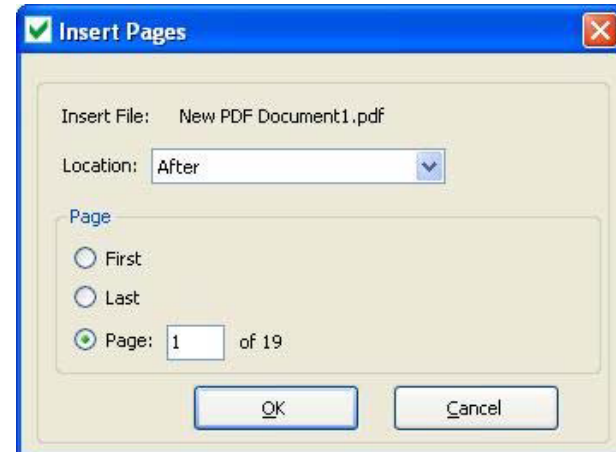 Insert Pages
Insert File: New PDF Document1.pdf
Location: After
Page
First
Last
Page: 1 of 19
OK Cancel